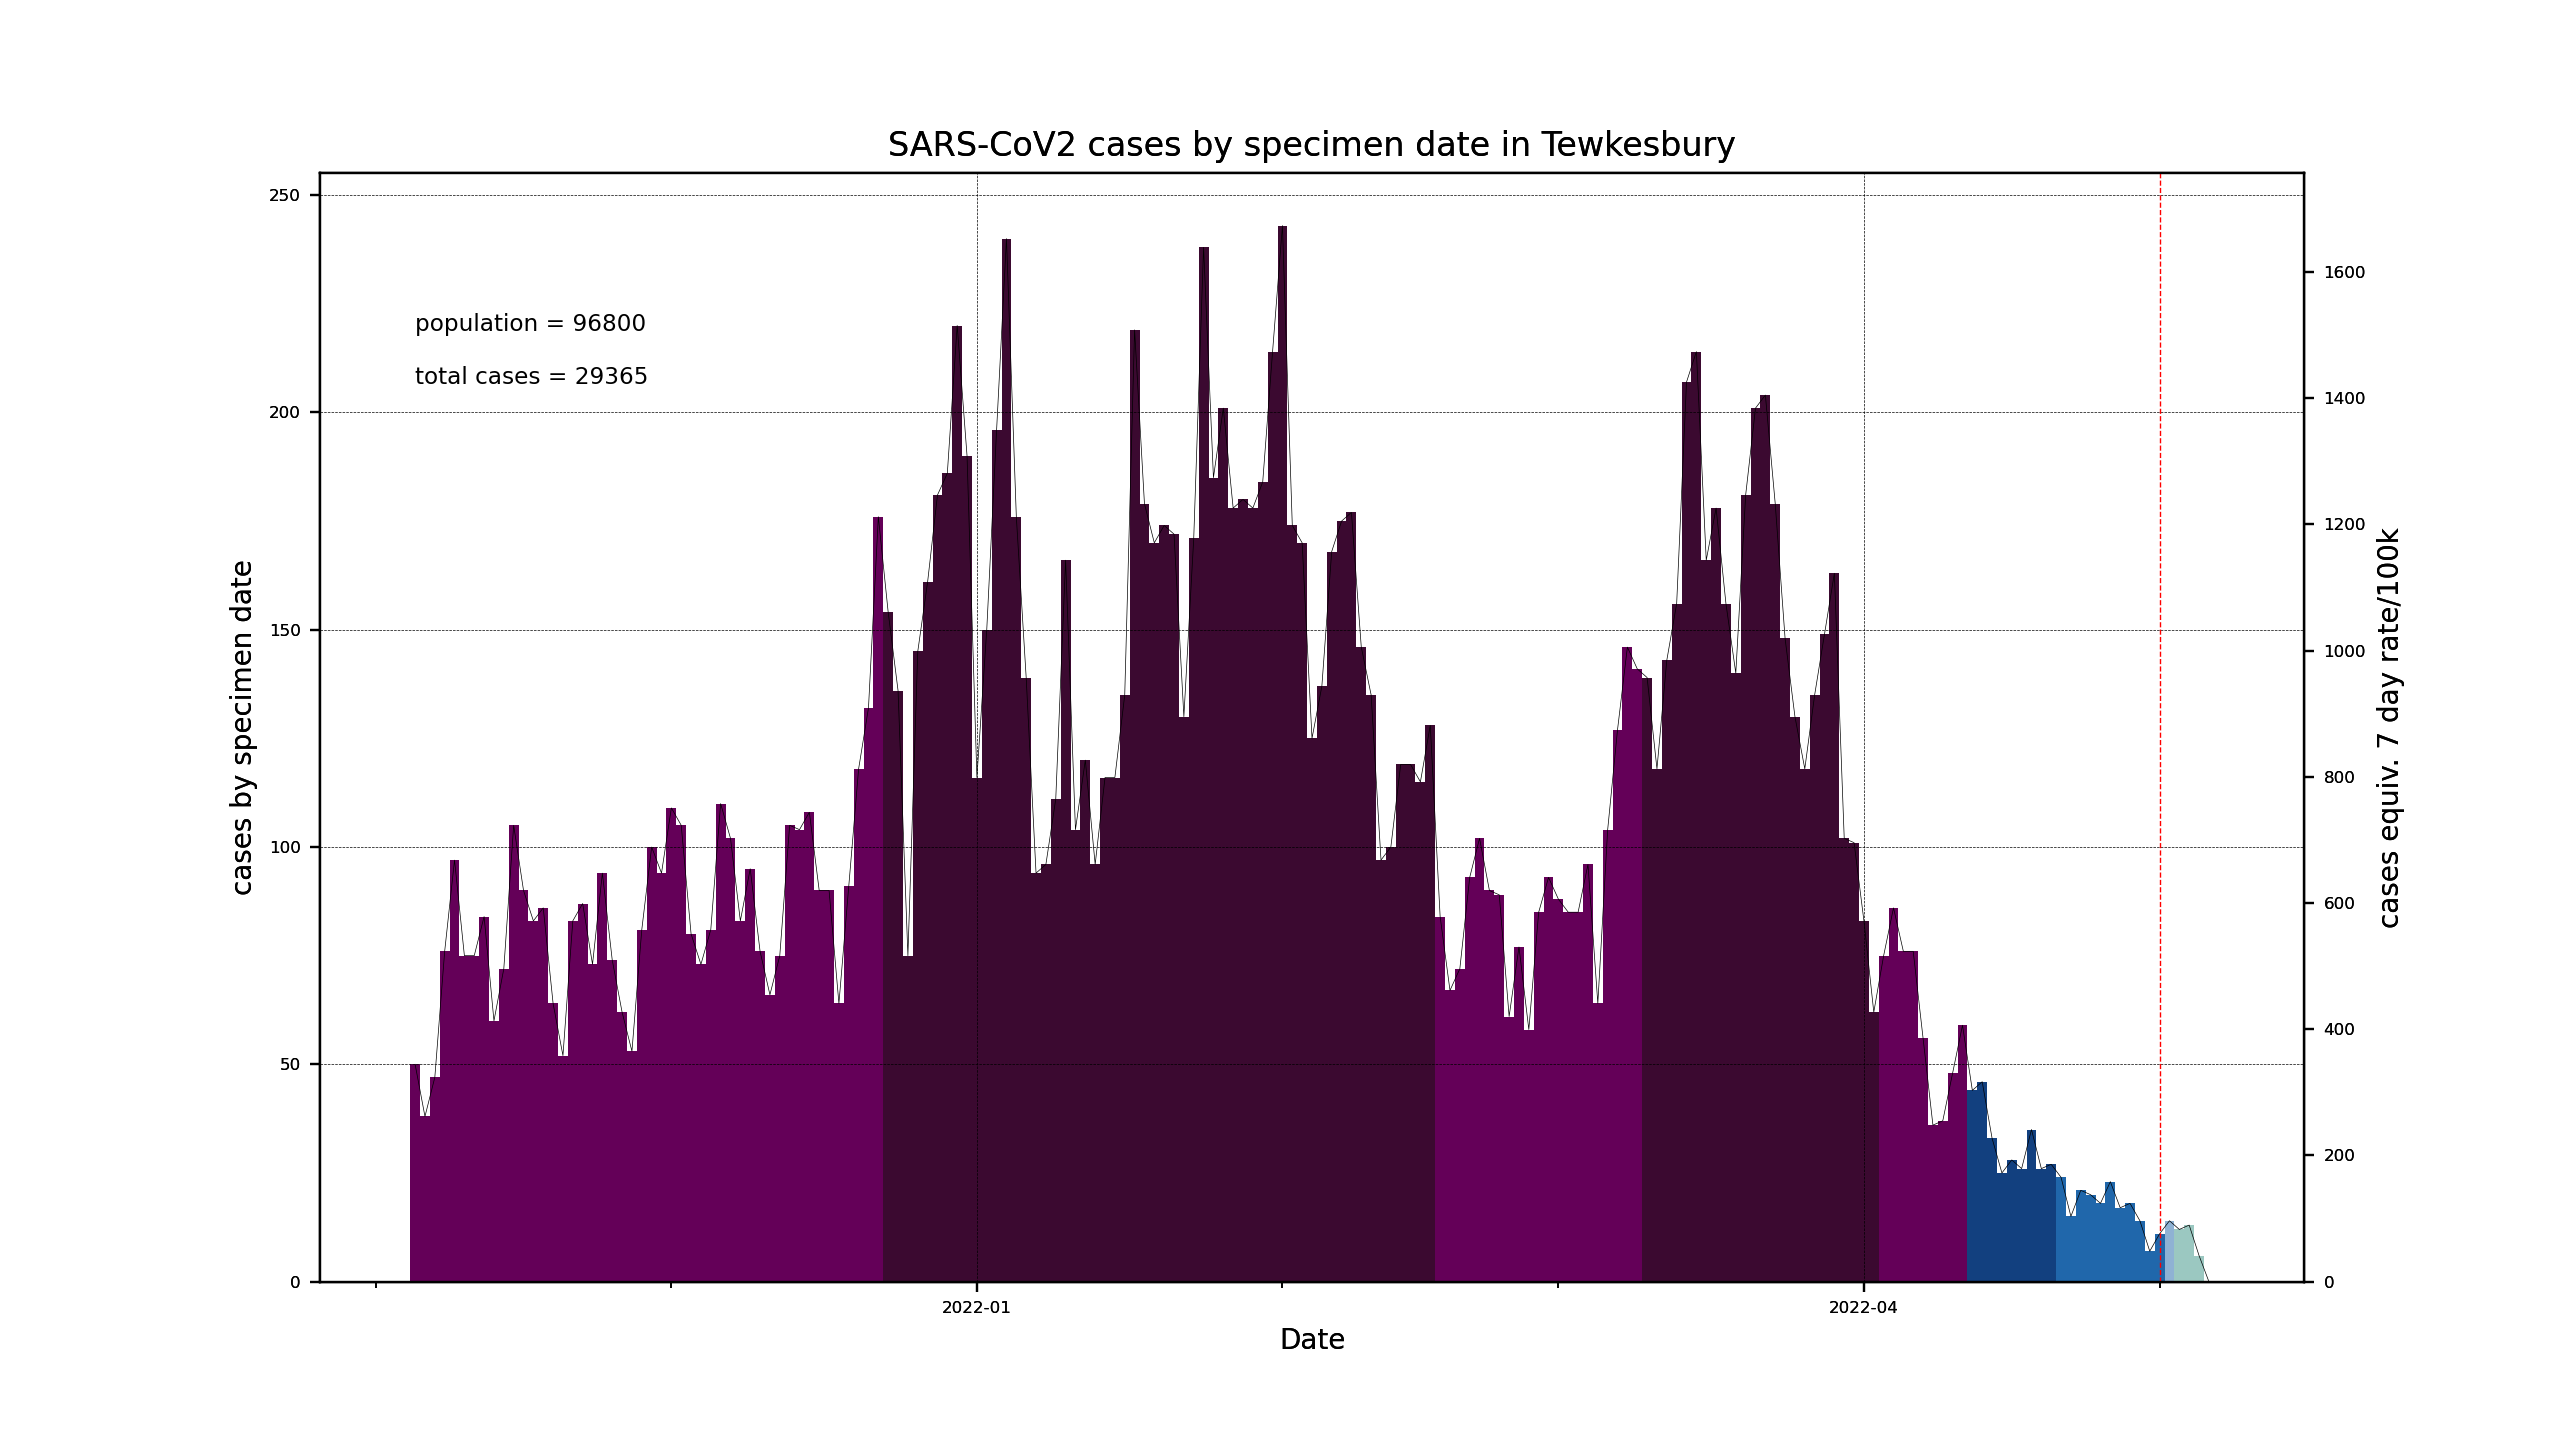 SARS-CoV2 cases by specimen date in Tewkesbury
250
200
150
100
50
0
cases by specimen date
population = 96800
total cases = 29365
1600
1400
1200
1000
800
600
400
200
0
cases equiv. 7 day rate/100k
2022-01
2022-04
Date